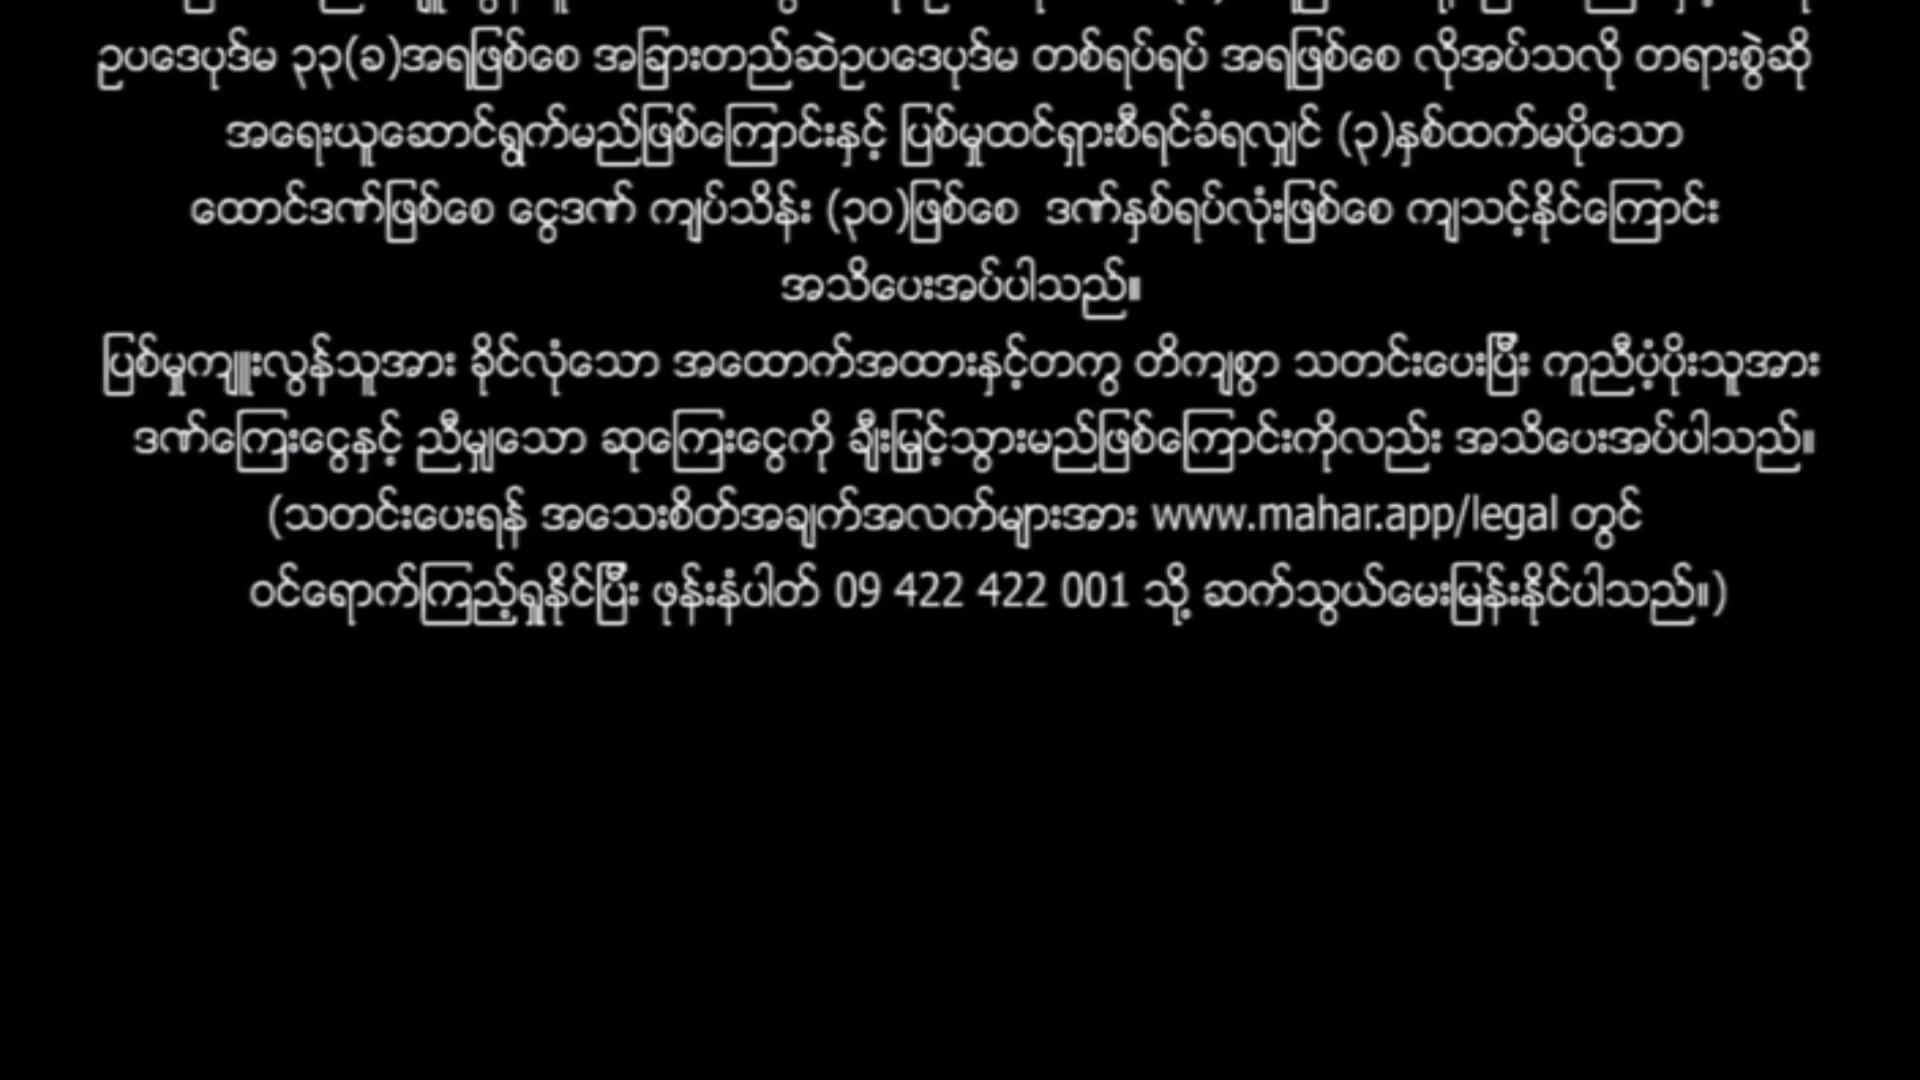 ဥပဒေပုဒ်မ ၃၃(ခ)အရဖြစ်စေ အခြားတည်ဆဲဥပဒေပုဒ်မ တစ်ရပ်ရပ် အရဖြစ်စေ လိုအပ်သလို တရားစွဲဆို
အရေးယူဆောင်ရွက်မည်ဖြစ်ကြောင်းနှင့် ပြစ်မှုထင်ရှားစီရင်ခံရလျှင် (၃)နှစ်ထက်မပိုသော
ထောင်ဒဏ်ဖြစ်စေ ငွေဒဏ် ကျပ်သိန်း (၃၀)ဖြစ်စေ ဒဏ်နှစ်ရပ်လုံးဖြစ်စေ ကျသင့်နိုင်ကြောင်း
အသိပေးအပ်ပါသည်။
ပြစ်မှုကျူးလွန်သူအား ခိုင်လုံသော အထောက်အထားနှင့်တကွ တိကျစွာ သတင်းပေးပြီး ကူညီပံ့ပိုးသူအား
ဒဏ်ကြေးငွေနှင့် ညီမျှသော ဆုကြေးငွေကို ချီးမြှင့်သွားမည်ဖြစ်ကြောင်းကိုလည်း အသိပေးအပ်ပါသည်။
(သတင်းပေးရန် အသေးစိတ်အချက်အလက်များအား www.mahar.app/legal တွင်
ဝင်ရောက်ကြည့်ရှုနိုင်ပြီး ဖုန်းနံပါတ် 09 422 422 001 သို့ ဆက်သွယ်မေးမြန်းနိုင်ပါသည်။)